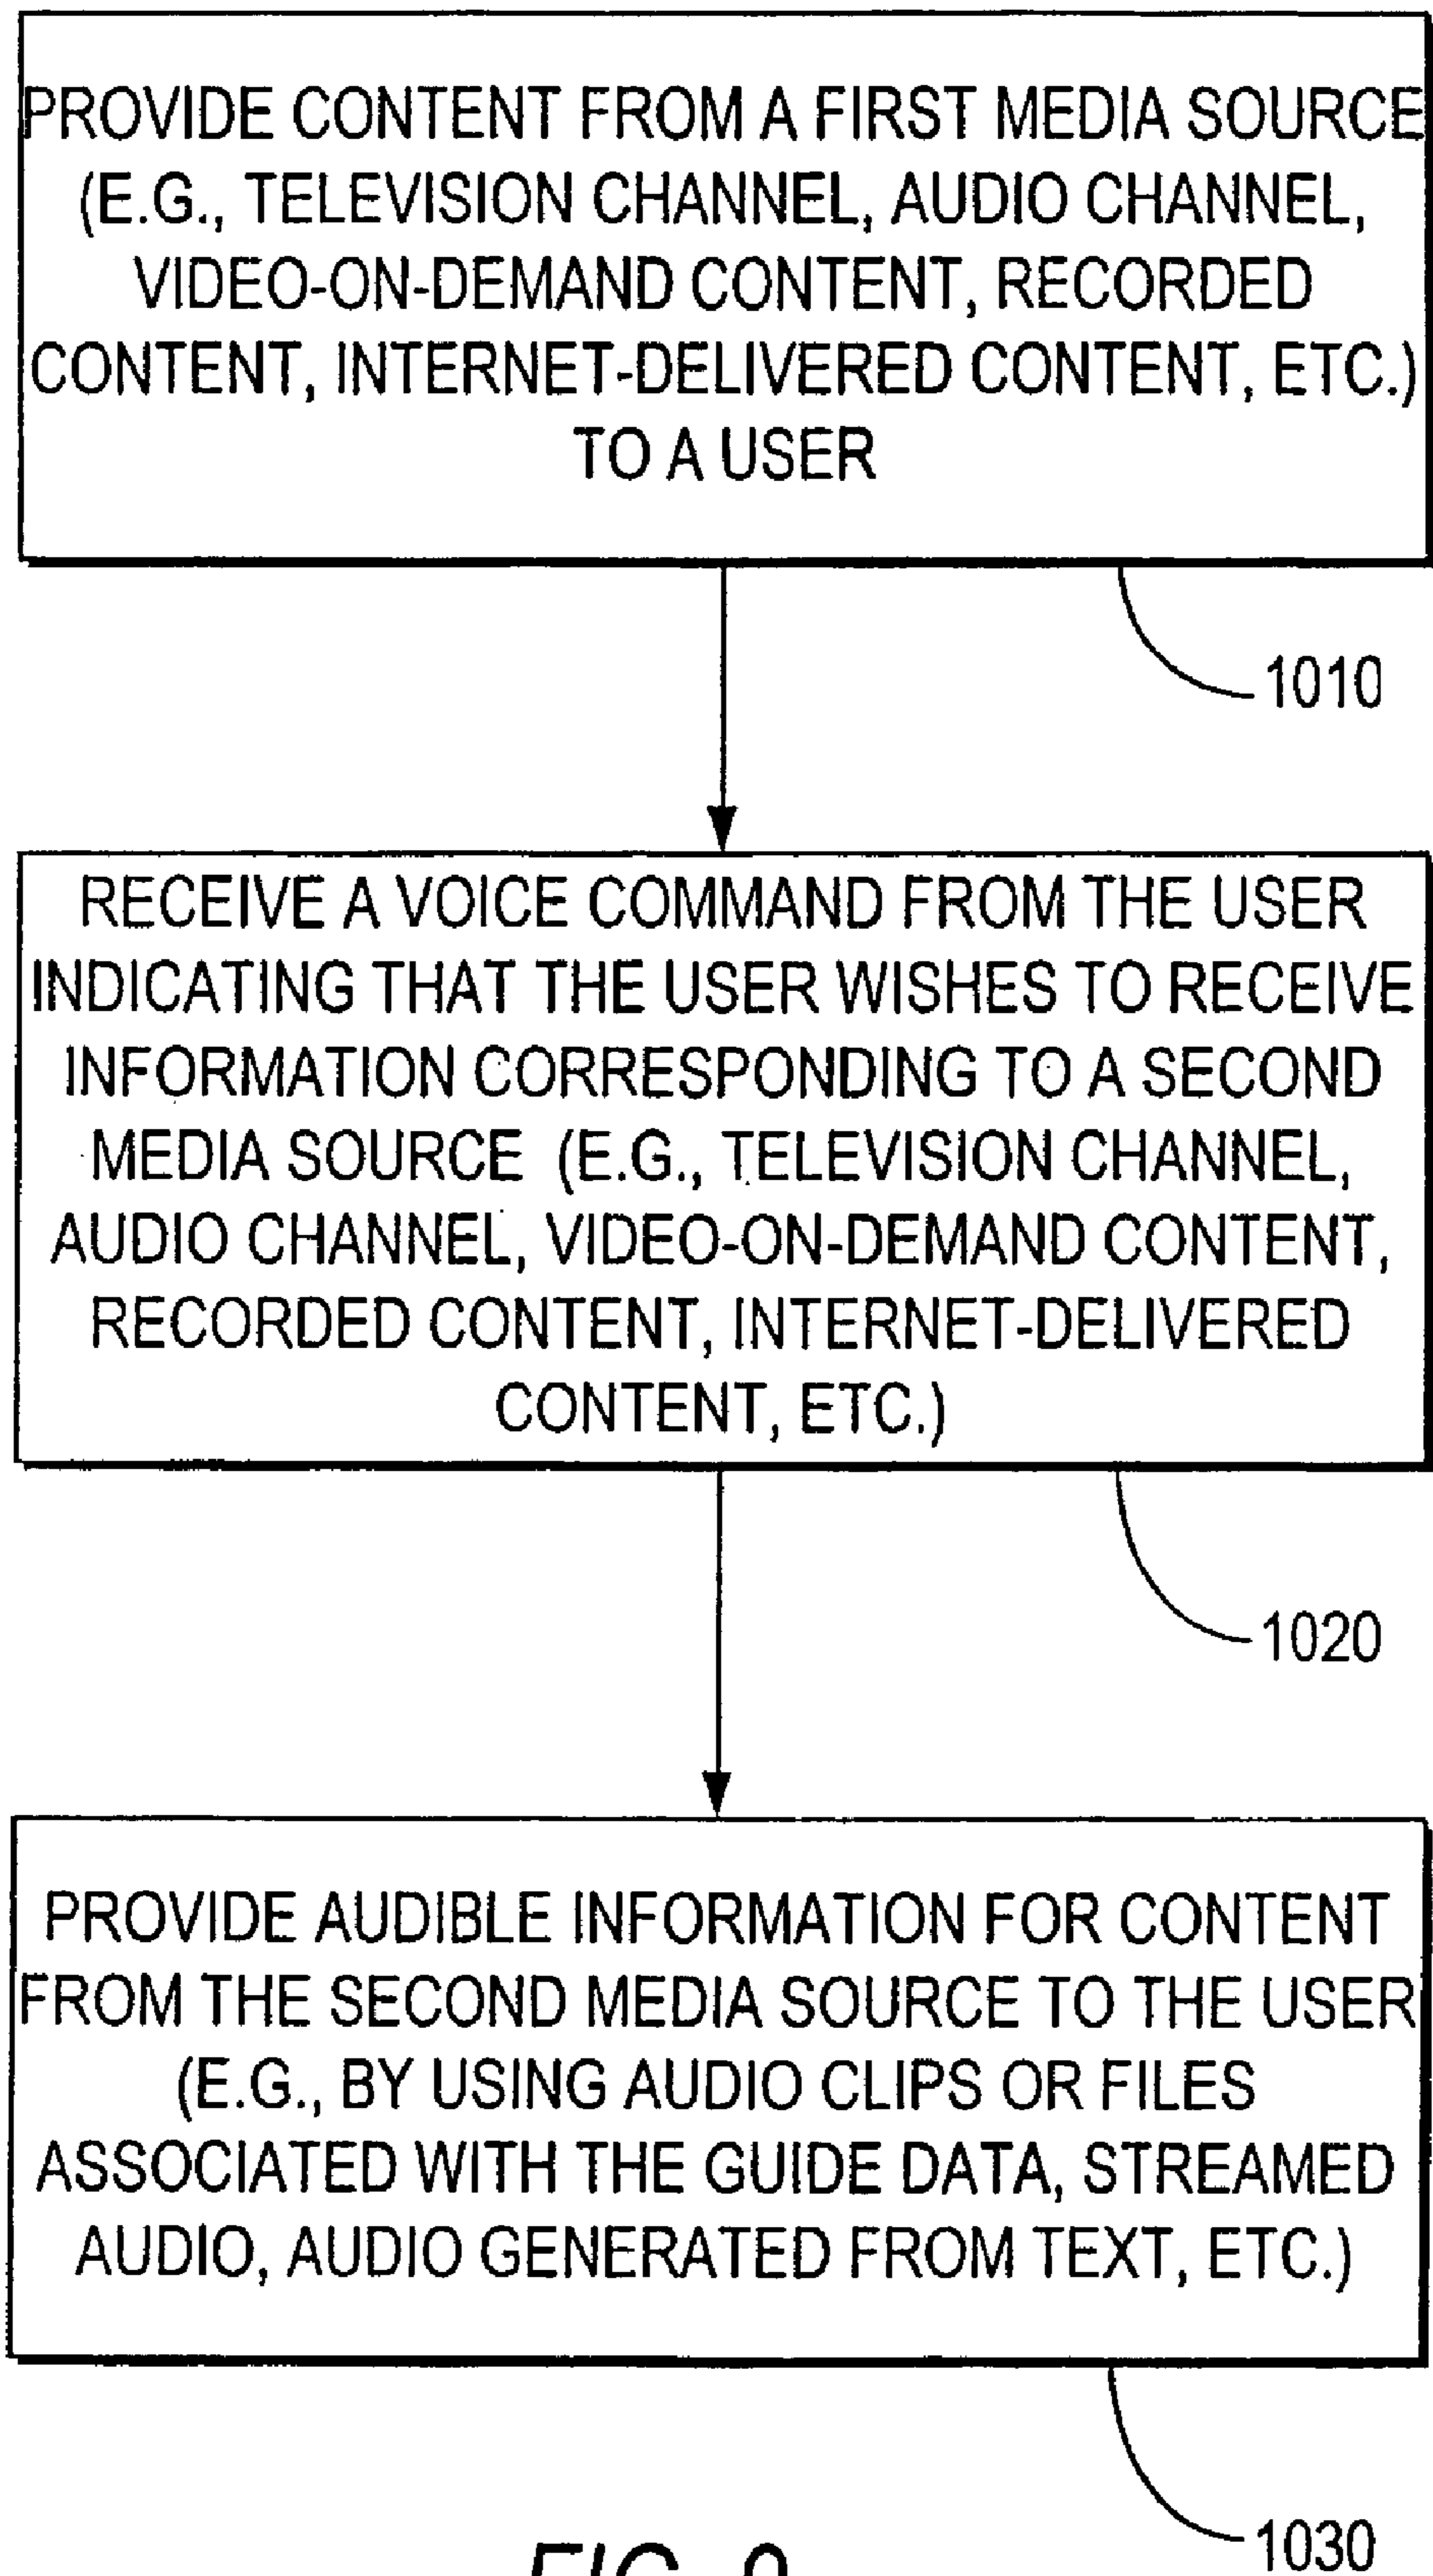 PROVIDE CONTENT FROM A FIRST MEDIA SOURCE
(E.G., TELEVISION CHANNEL, AUDIO CHANNEL,
VIDEO-ON-DEMAND CONTENT, RECORDED
CONTENT, INTERNET-DELIVERED CONTENT, ETC.)
TO A USER
1010
RECEIVE A VOICE COMMAND FROM THE USER
INDICATING THAT THE USER WISHES TO RECEIVE
INFORMATION CORRESPONDING TO A SECOND
MEDIA SOURCE (E.G., TELEVISION CHANNEL,
AUDIO CHANNEL, VIDEO-ON-DEMAND CONTENT,
RECORDED CONTENT, INTERNET-DELIVERED
CONTENT, ETC.)
1020
PROVIDE AUDIBLE INFORMATION FOR CONTENT
FROM THE SECOND MEDIA SOURCE TO THE USER
(E.G., BY USING AUDIO CLIPS OR FILES
ASSOCIATED WITH THE GUIDE DATA, STREAMED
AUDIO, AUDIO GENERATED FROM TEXT, ETC.)
1030
FIG.